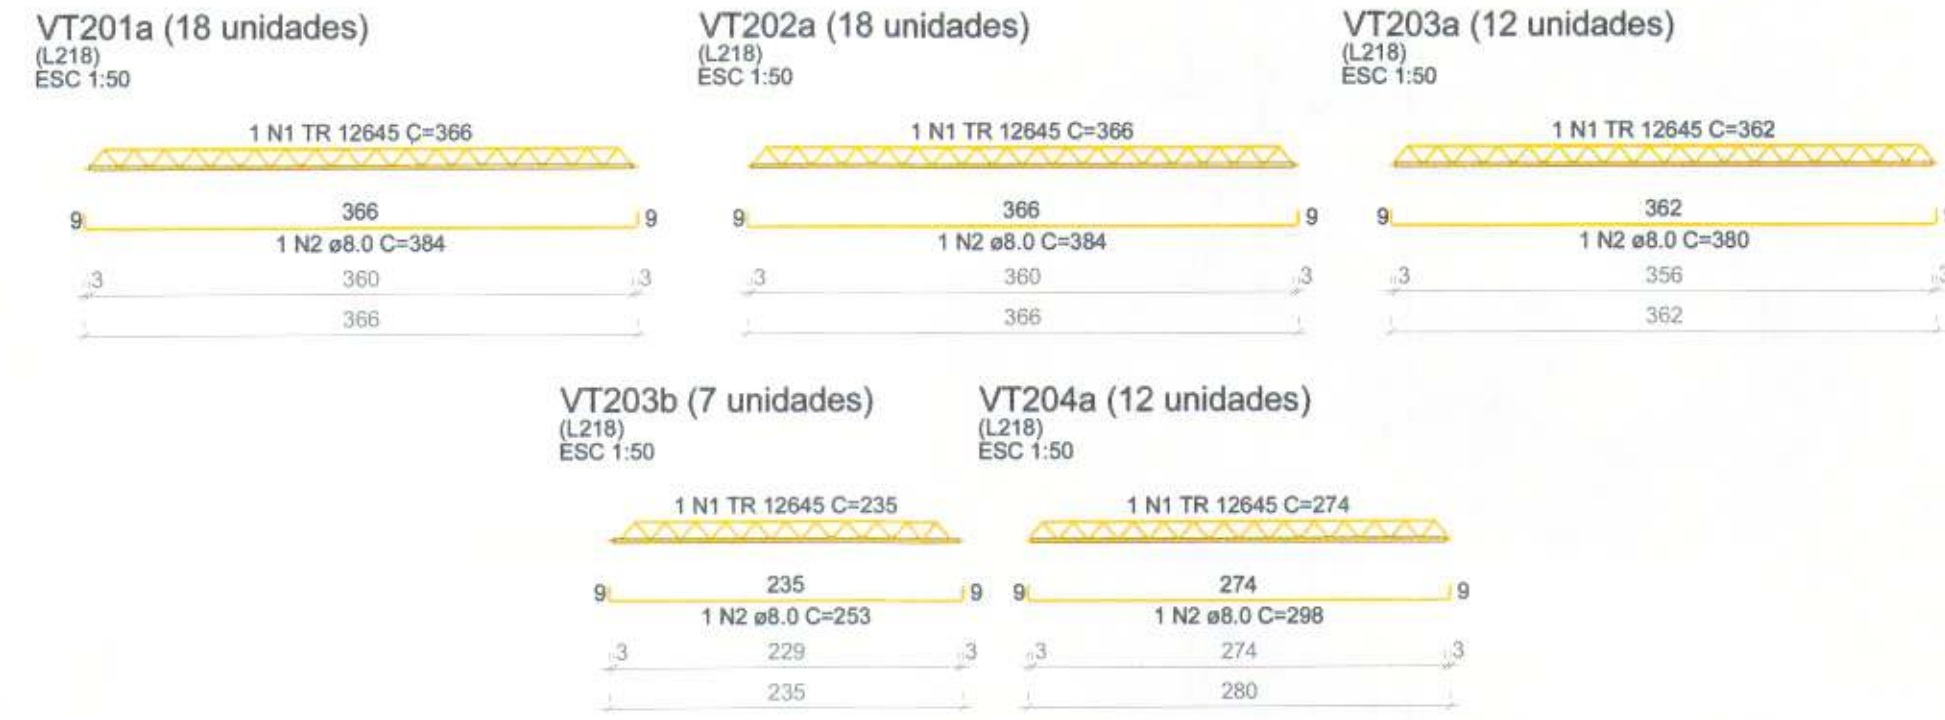 VT201a (18 unidades)
(L218)
ESC 1:50
1 N1 TR 12645 C=366
9 366 9
1 N2 ø8.0 C=384
3 360 3
366
VT202a (18 unidades)
(L218)
ESC 1:50
1 N1 TR 12645 C=366
9 366 9
1 N2 ø8.0 C=384
3 360 3
366
VT203a (12 unidades)
(L218)
ESC 1:50
1 N1 TR 12645 C=362
9 362
1 N2 ø8.0 C=380
3 356 3
362
VT203b (7 unidades)
(L218)
ESC 1:50
1 N1 TR 12645 C=235
9 235 9
1 N2 ø8.0 C=253
3 229 3
235
VT204a (12 unidades)
(L218)
ESC 1:50
1 N1 TR 12645 C=274
9 274 9
1 N2 ø8.0 C=298
3 274 3
280